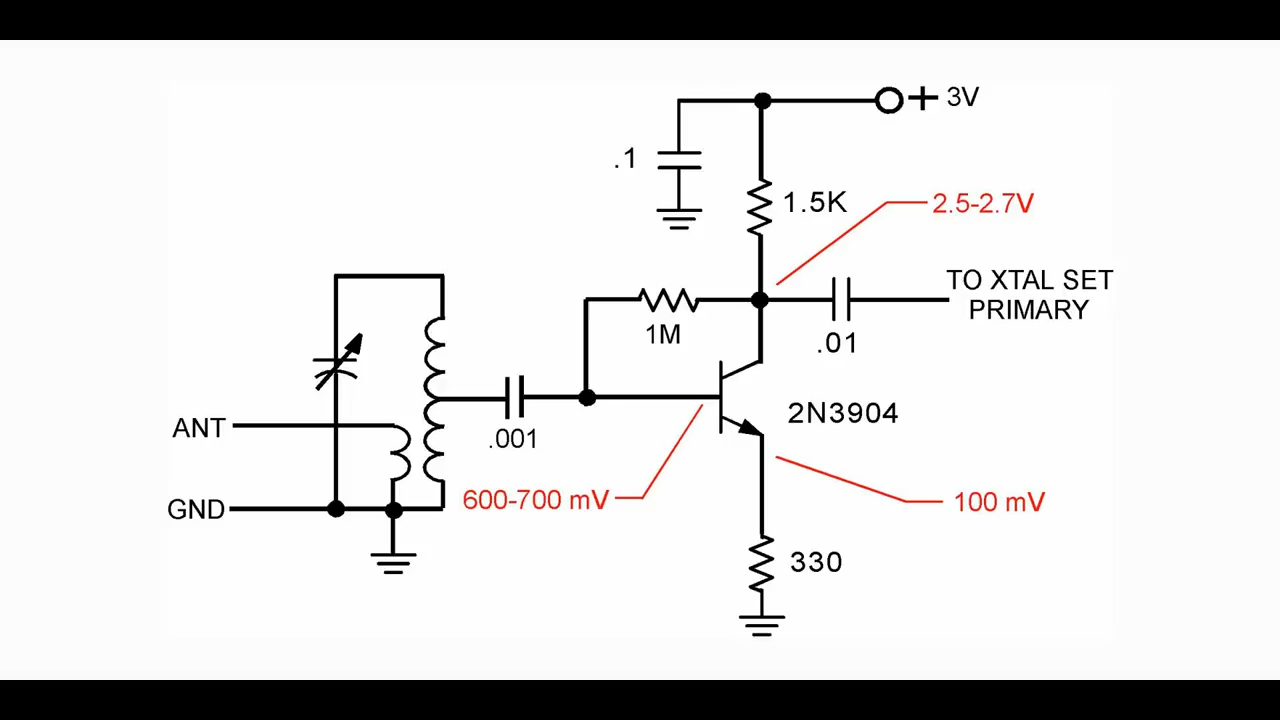 + 3V
.1
1.5K
2.5-2.7V
TO XTAL SET
PRIMARY
1M
.01
2N3904
ANT
.001
600-700 mV
100 mV
GND
330